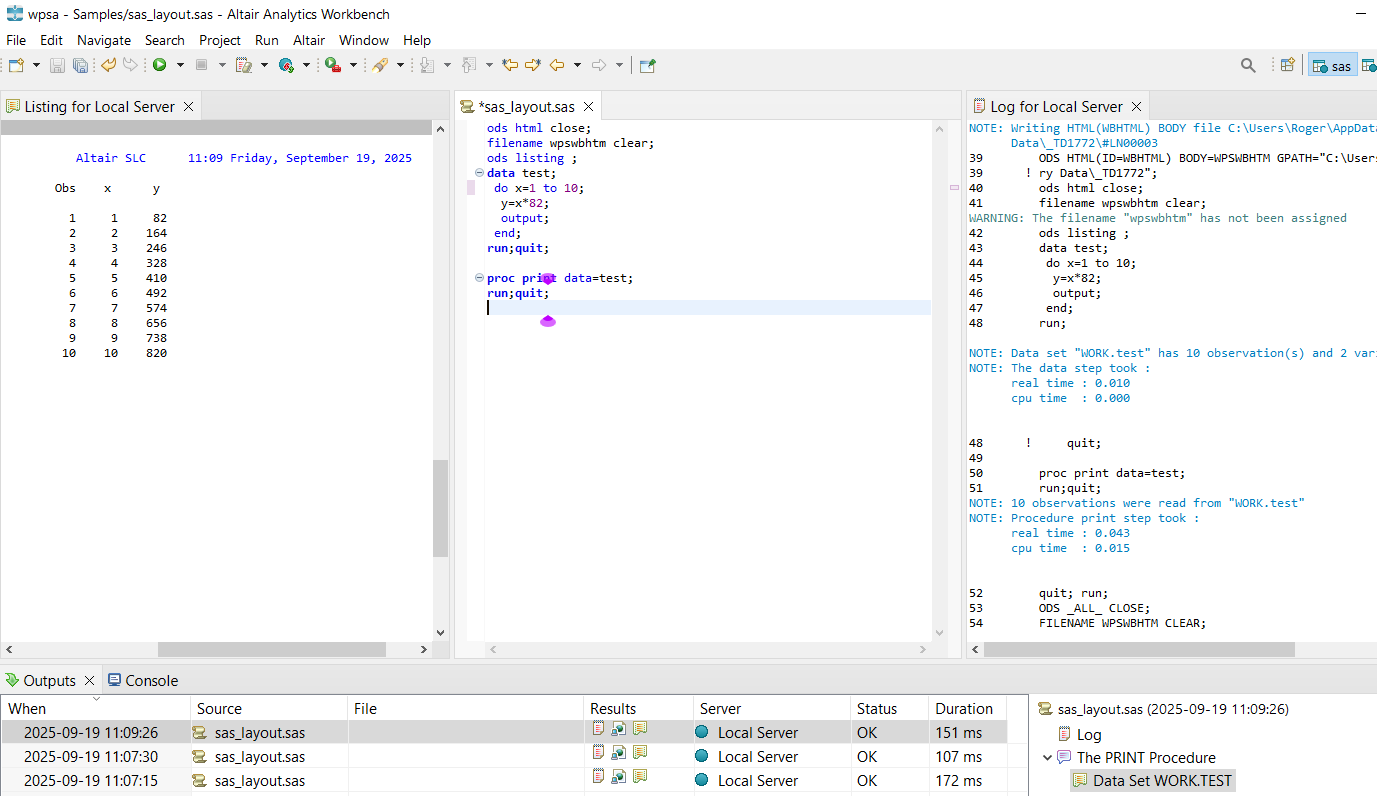 wpsa - Samples/sas_layout.sas - Altair Analytics Workbench
File Edit Navigate Search Project Run Altair Window Help
sas
Listing for Local Server
Altair SLC 11:09 Friday, September 19, 2025
Obs x y
1 1 82
2 2 164
3 3 246
4 4 328
5 5 410
6 6 492
7 7 574
8 8 656
9 9 738
10 10 820
*sas_layout.sas
ods html close;
filename wpswbhtm clear;
ods listing ;
data test;
do x=1 to 10;
y=x*82;
output;
end;
run;quit;
proc print data=test;
run;quit;
Log for Local Server
NOTE: Writing HTML(WBHTML) BODY file C:\Users\Roger\AppData
Data\_TD1772\#LN00003
39 ODS HTML(ID=WBHTML) BODY=WPSWBHTM GPATH="C:\Users
39 ! ry Data\_TD1772";
40 ods html close;
41 filename wpswbhtm clear;
WARNING: The filename "wpswbhtm" has not been assigned
42 ods listing ;
43 data test;
44 do x=1 to 10;
45 y=x*82;
46 output;
47 end;
48 run;
NOTE: Data set "WORK.test" has 10 observation(s) and 2 vari
NOTE: The data step took :
real time : 0.010
cpu time : 0.000
48 ! quit;
49
50 proc print data=test;
51 run;quit;
NOTE: 10 observations were read from "WORK.test"
NOTE: Procedure print step took :
real time : 0.043
cpu time : 0.015
52 quit; run;
53 ODS _ALL_ CLOSE;
54 FILENAME WPSWBHTM CLEAR;
Outputs Console
When Source File Results Server Status Duration
2025-09-19 11:09:26 sas_layout.sas Local Server OK 151 ms
2025-09-19 11:07:30 sas_layout.sas Local Server OK 107 ms
2025-09-19 11:07:15 sas_layout.sas Local Server OK 172 ms
sas_layout.sas (2025-09-19 11:09:26)
Log
The PRINT Procedure
Data Set WORK.TEST